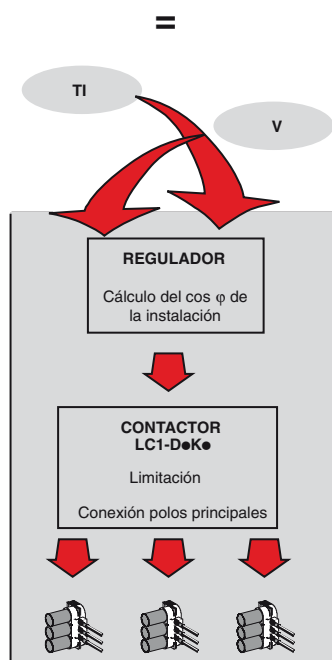 =
TI
V
REGULADOR
Cálculo del cos φ de
la instalación
CONTACTOR
LC1-D●K●
Limitación
Conexión polos principales